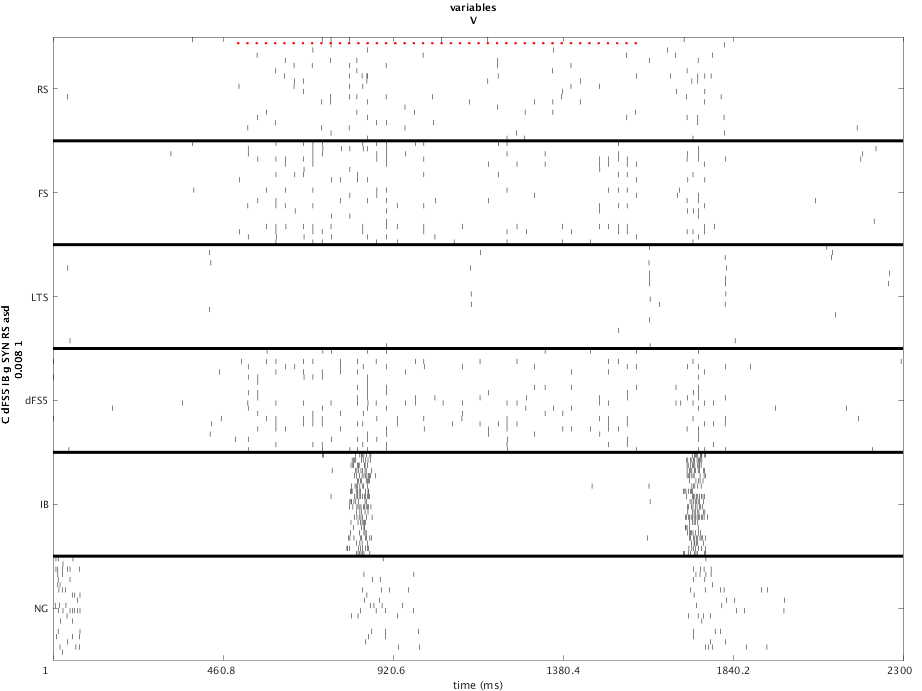 variables
V
C dFS5 IB g SYN RS asd
0.008 1
RS
FS
LTS
dFS5
IB
NG
1 460.8 920.6 1380.4 1840.2 2300
time (ms)